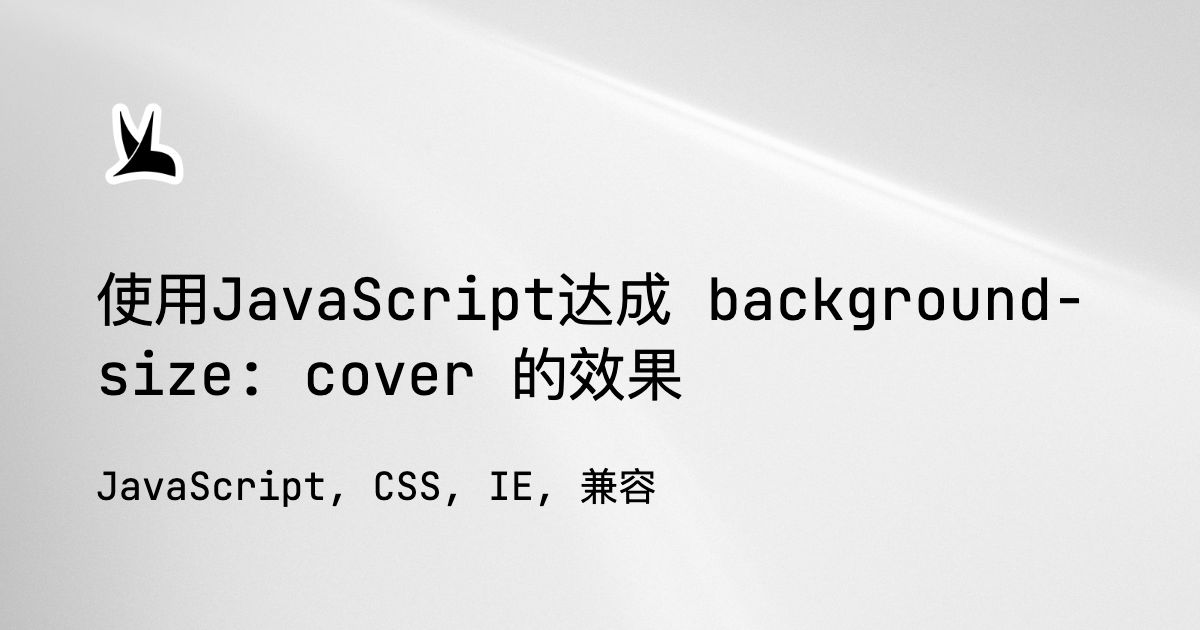 使用JavaScript达成 background-
size: cover 的效果
JavaScript, CSS, IE, 兼容